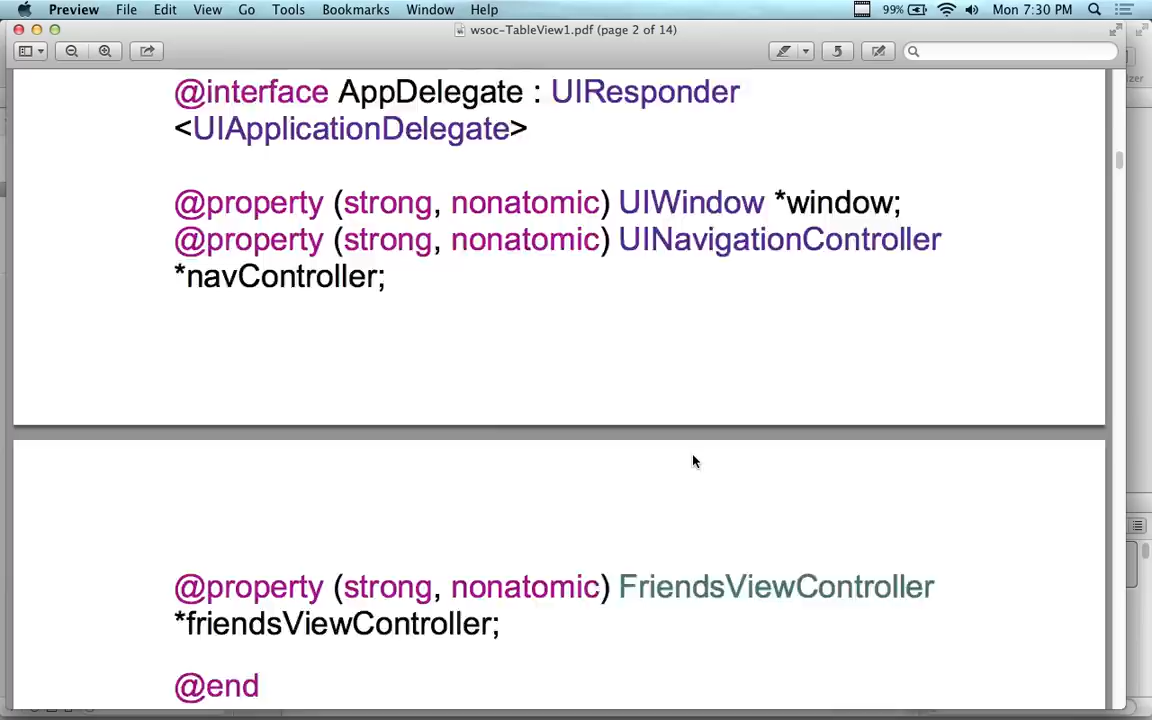 Preview File Edit View Go Tools Bookmarks Window Help 99% Mon 7:30 PM
wsoc-TableView1.pdf (page 2 of 14)
@interface AppDelegate : UIResponder
<UIApplicationDelegate>
@property (strong, nonatomic) UIWindow *window;
@property (strong, nonatomic) UINavigationController
*navController;
@property (strong, nonatomic) FriendsViewController
*friendsViewController;
@end